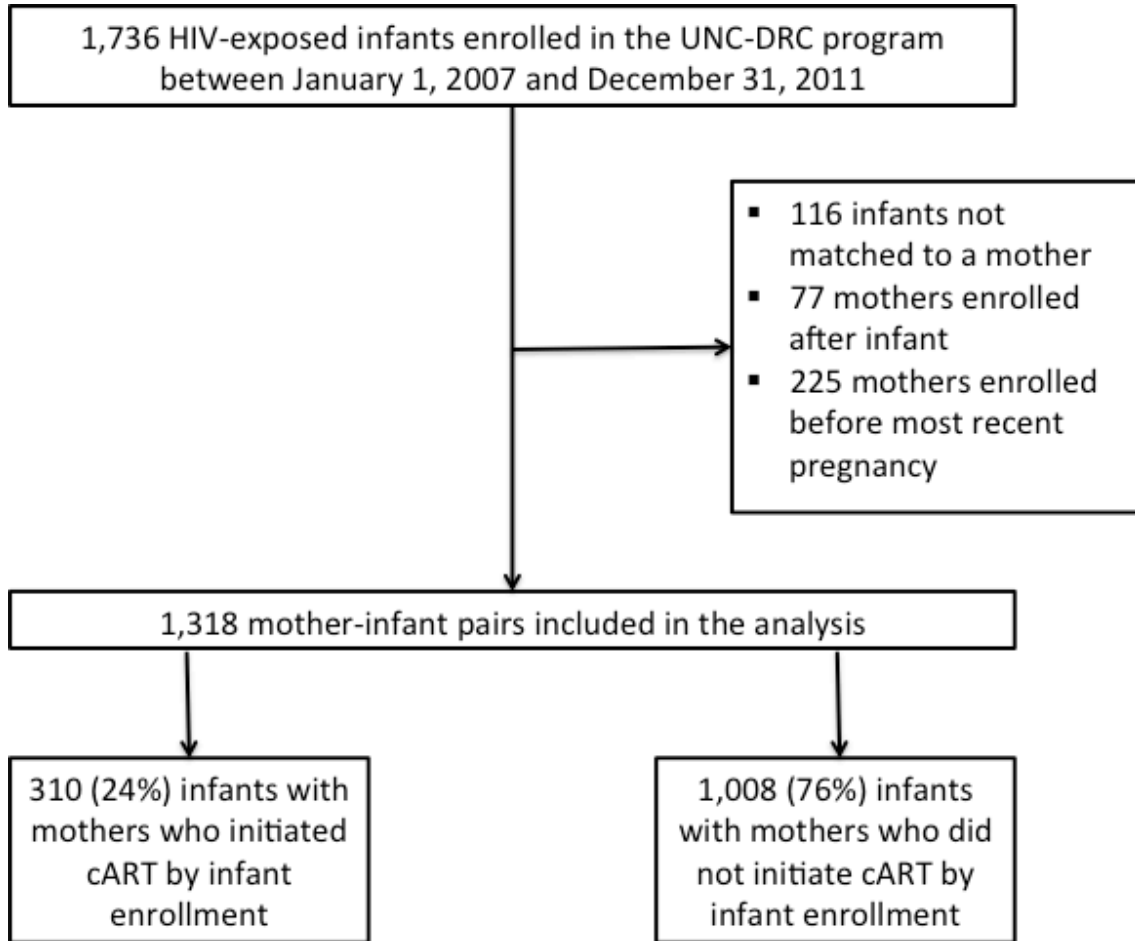 1,736 HIV-exposed infants enrolled in the UNC-DRC program
between January 1, 2007 and December 31, 2011
▪ 116 infants not
matched to a mother
▪ 77 mothers enrolled
after infant
▪ 225 mothers enrolled
before most recent
pregnancy
1,318 mother-infant pairs included in the analysis
310 (24%) infants with
mothers who initiated
cART by infant
enrollment
1,008 (76%) infants
with mothers who did
not initiate cART by
infant enrollment